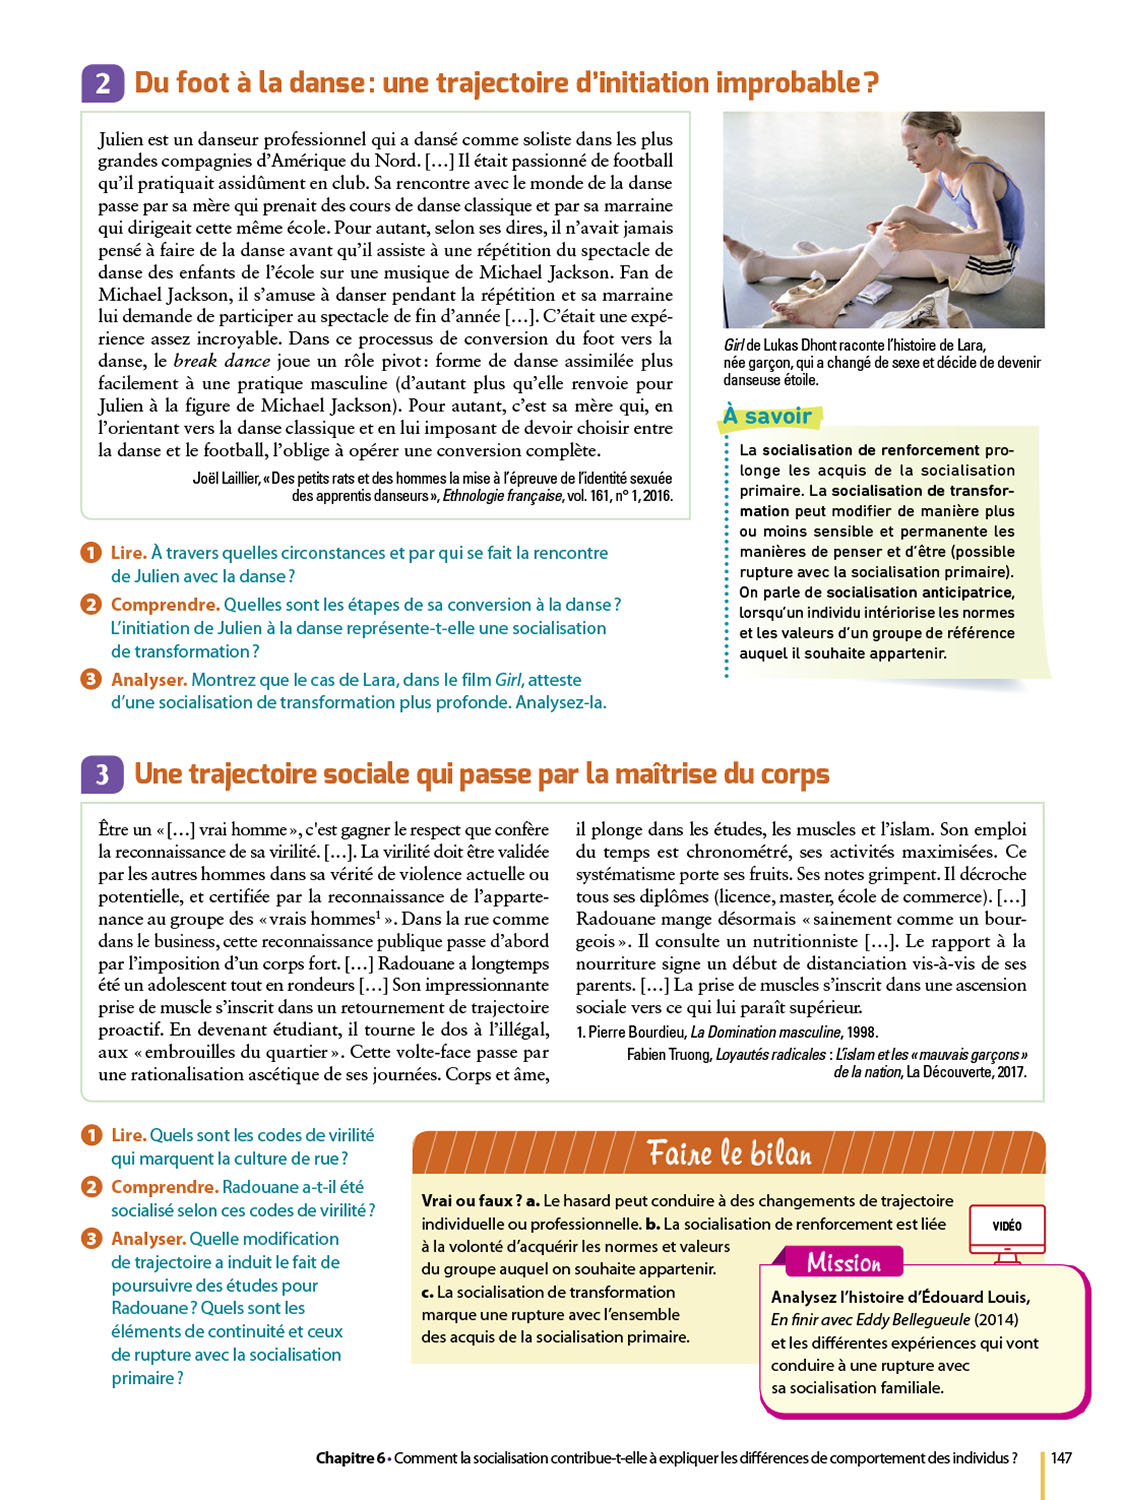 2 Du foot à la danse : une trajectoire d’initiation improbable ?
Julien est un danseur professionnel qui a dansé comme soliste dans les plus
grandes compagnies d’Amérique du Nord. […] Il était passionné de football
qu’il pratiquait assidûment en club. Sa rencontre avec le monde de la danse
passe par sa mère qui prenait des cours de danse classique et par sa marraine
qui dirigeait cette même école. Pour autant, selon ses dires, il n’avait jamais
pensé à faire de la danse avant qu’il assiste à une répétition du spectacle de
danse des enfants de l’école sur une musique de Michael Jackson. Fan de
Michael Jackson, il s’amuse à danser pendant la répétition et sa marraine
lui demande de participer au spectacle de fin d’année […]. C’était une expé-
rience assez incroyable. Dans ce processus de conversion du foot vers la
danse, le break dance joue un rôle pivot : forme de danse assimilée plus
facilement à une pratique masculine (d’autant plus qu’elle renvoie pour
Julien à la figure de Michael Jackson). Pour autant, c’est sa mère qui, en
l’orientant vers la danse classique et en lui imposant de devoir choisir entre
la danse et le football, l’oblige à opérer une conversion complète.
Joël Laillier, « Des petits rats et des hommes la mise à l’épreuve de l’identité sexuée
des apprentis danseurs », Ethnologie française, vol. 161, n° 1, 2016.
Girl de Lukas Dhont raconte l’histoire de Lara,
née garçon, qui a changé de sexe et décide de devenir
danseuse étoile.
À savoir
La socialisation de renforcement pro-
longe les acquis de la socialisation
primaire. La socialisation de transfor-
mation peut modifier de manière plus
ou moins sensible et permanente les
manières de penser et d’être (possible
rupture avec la socialisation primaire).
On parle de socialisation anticipatrice,
lorsqu’un individu intériorise les normes
et les valeurs d’un groupe de référence
auquel il souhaite appartenir.
1 Lire. À travers quelles circonstances et par qui se fait la rencontre
de Julien avec la danse ?
2 Comprendre. Quelles sont les étapes de sa conversion à la danse ?
L’initiation de Julien à la danse représente-t-elle une socialisation
de transformation ?
3 Analyser. Montrez que le cas de Lara, dans le film Girl, atteste
d’une socialisation de transformation plus profonde. Analysez-la.
3 Une trajectoire sociale qui passe par la maîtrise du corps
Être un « […] vrai homme », c'est gagner le respect que confère
la reconnaissance de sa virilité. […]. La virilité doit être validée
par les autres hommes dans sa vérité de violence actuelle ou
potentielle, et certifiée par la reconnaissance de l’apparte-
nance au groupe des « vrais hommes¹ ». Dans la rue comme
dans le business, cette reconnaissance publique passe d’abord
par l’imposition d’un corps fort. […] Radouane a longtemps
été un adolescent tout en rondeurs […] Son impressionnante
prise de muscle s’inscrit dans un retournement de trajectoire
proactif. En devenant étudiant, il tourne le dos à l’illégal,
aux « embrouilles du quartier ». Cette volte-face passe par
une rationalisation ascétique de ses journées. Corps et âme,
il plonge dans les études, les muscles et l’islam. Son emploi
du temps est chronométré, ses activités maximisées. Ce
systématisme porte ses fruits. Ses notes grimpent. Il décroche
tous ses diplômes (licence, master, école de commerce). […]
Radouane mange désormais « sainement comme un bour-
geois ». Il consulte un nutritionniste […]. Le rapport à la
nourriture signe un début de distanciation vis-à-vis de ses
parents. […] La prise de muscles s’inscrit dans une ascension
sociale vers ce qui lui paraît supérieur.
1. Pierre Bourdieu, La Domination masculine, 1998.
Fabien Truong, Loyautés radicales : L’islam et les « mauvais garçons »
de la nation, La Découverte, 2017.
1 Lire. Quels sont les codes de virilité
qui marquent la culture de rue ?
2 Comprendre. Radouane a-t-il été
socialisé selon ces codes de virilité ?
3 Analyser. Quelle modification
de trajectoire a induit le fait de
poursuivre des études pour
Radouane ? Quels sont les
éléments de continuité et ceux
de rupture avec la socialisation
primaire ?
Faire le bilan
Vrai ou faux ? a. Le hasard peut conduire à des changements de trajectoire
individuelle ou professionnelle. b. La socialisation de renforcement est liée
à la volonté d’acquérir les normes et valeurs
du groupe auquel on souhaite appartenir.
c. La socialisation de transformation
marque une rupture avec l’ensemble
des acquis de la socialisation primaire.
VIDÉO
Mission
Analysez l’histoire d’Édouard Louis,
En finir avec Eddy Bellegueule (2014)
et les différentes expériences qui vont
conduire à une rupture avec
sa socialisation familiale.
Chapitre 6 • Comment la socialisation contribue-t-elle à expliquer les différences de comportement des individus ? 147